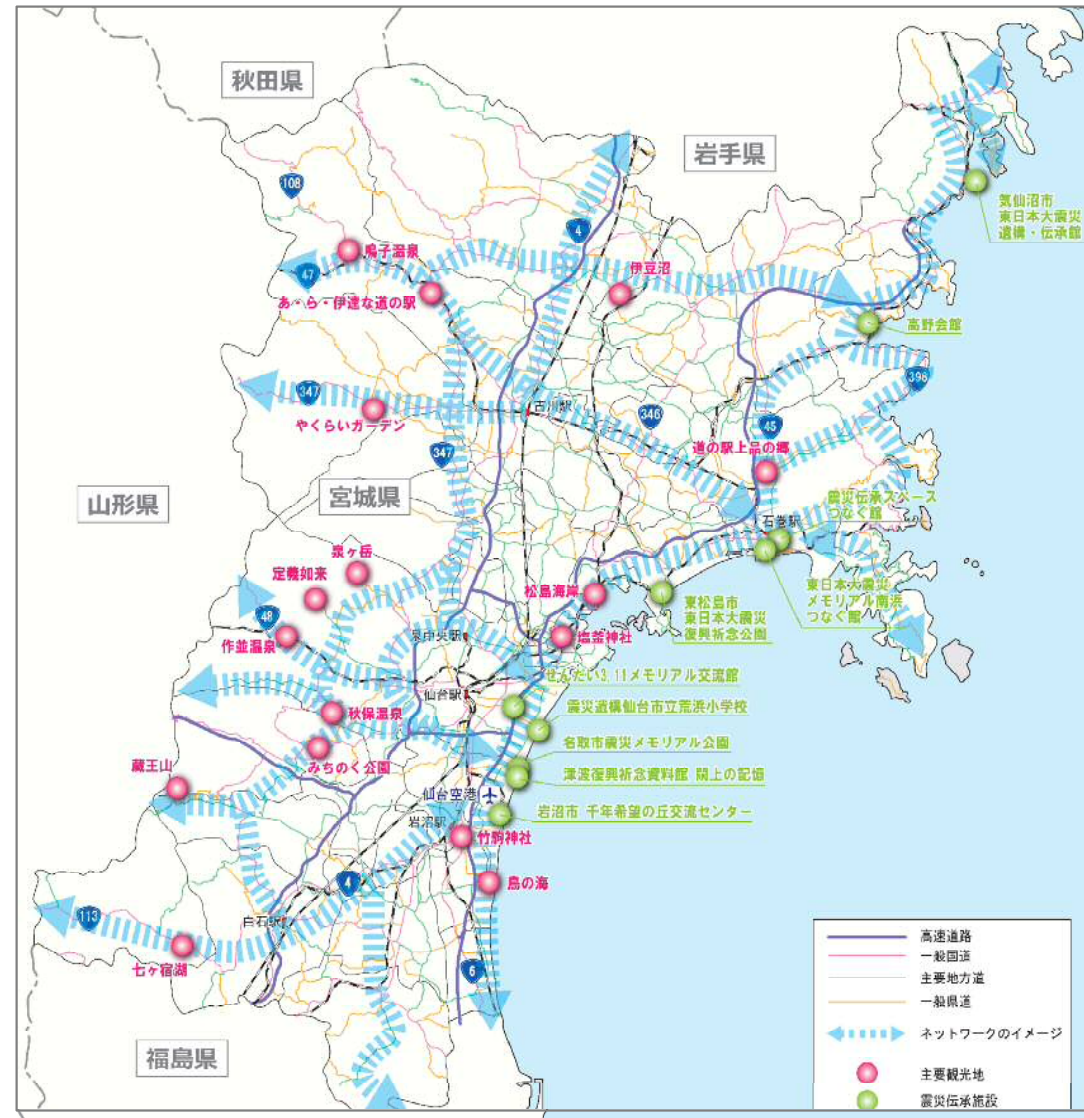 秋田県
岩手県
108
4
気仙沼市
東日本大震災
遺構・伝承館
鳴子温泉
47
伊豆沼
あ・ら・伊達な道の駅
高野会館
347
398
346
古川駅
やくらいガーデン
45
347
道の駅上品の郷
山形県
宮城県
震災伝承スペース
つなぐ館
石巻駅
泉ヶ岳
定義如来
松島海岸
東松島市
東日本大震災
復興祈念公園
東日本大震災
メモリアル南浜
つなぐ館
48
作並温泉
泉中央駅
塩釜神社
せんだい3.11メモリアル交流館
仙台駅
震災遺構仙台市立荒浜小学校
秋保温泉
名取市震災メモリアル公園
みちのく公園
蔵王山
津波復興祈念資料館 閖上の記憶
仙台空港
岩沼市 千年希望の丘交流センター
岩沼駅
竹駒神社
4
鳥の海
113
白石駅
七ヶ宿湖
6
福島県
高速道路
一般国道
主要地方道
一般県道
ネットワークのイメージ
主要観光地
震災伝承施設